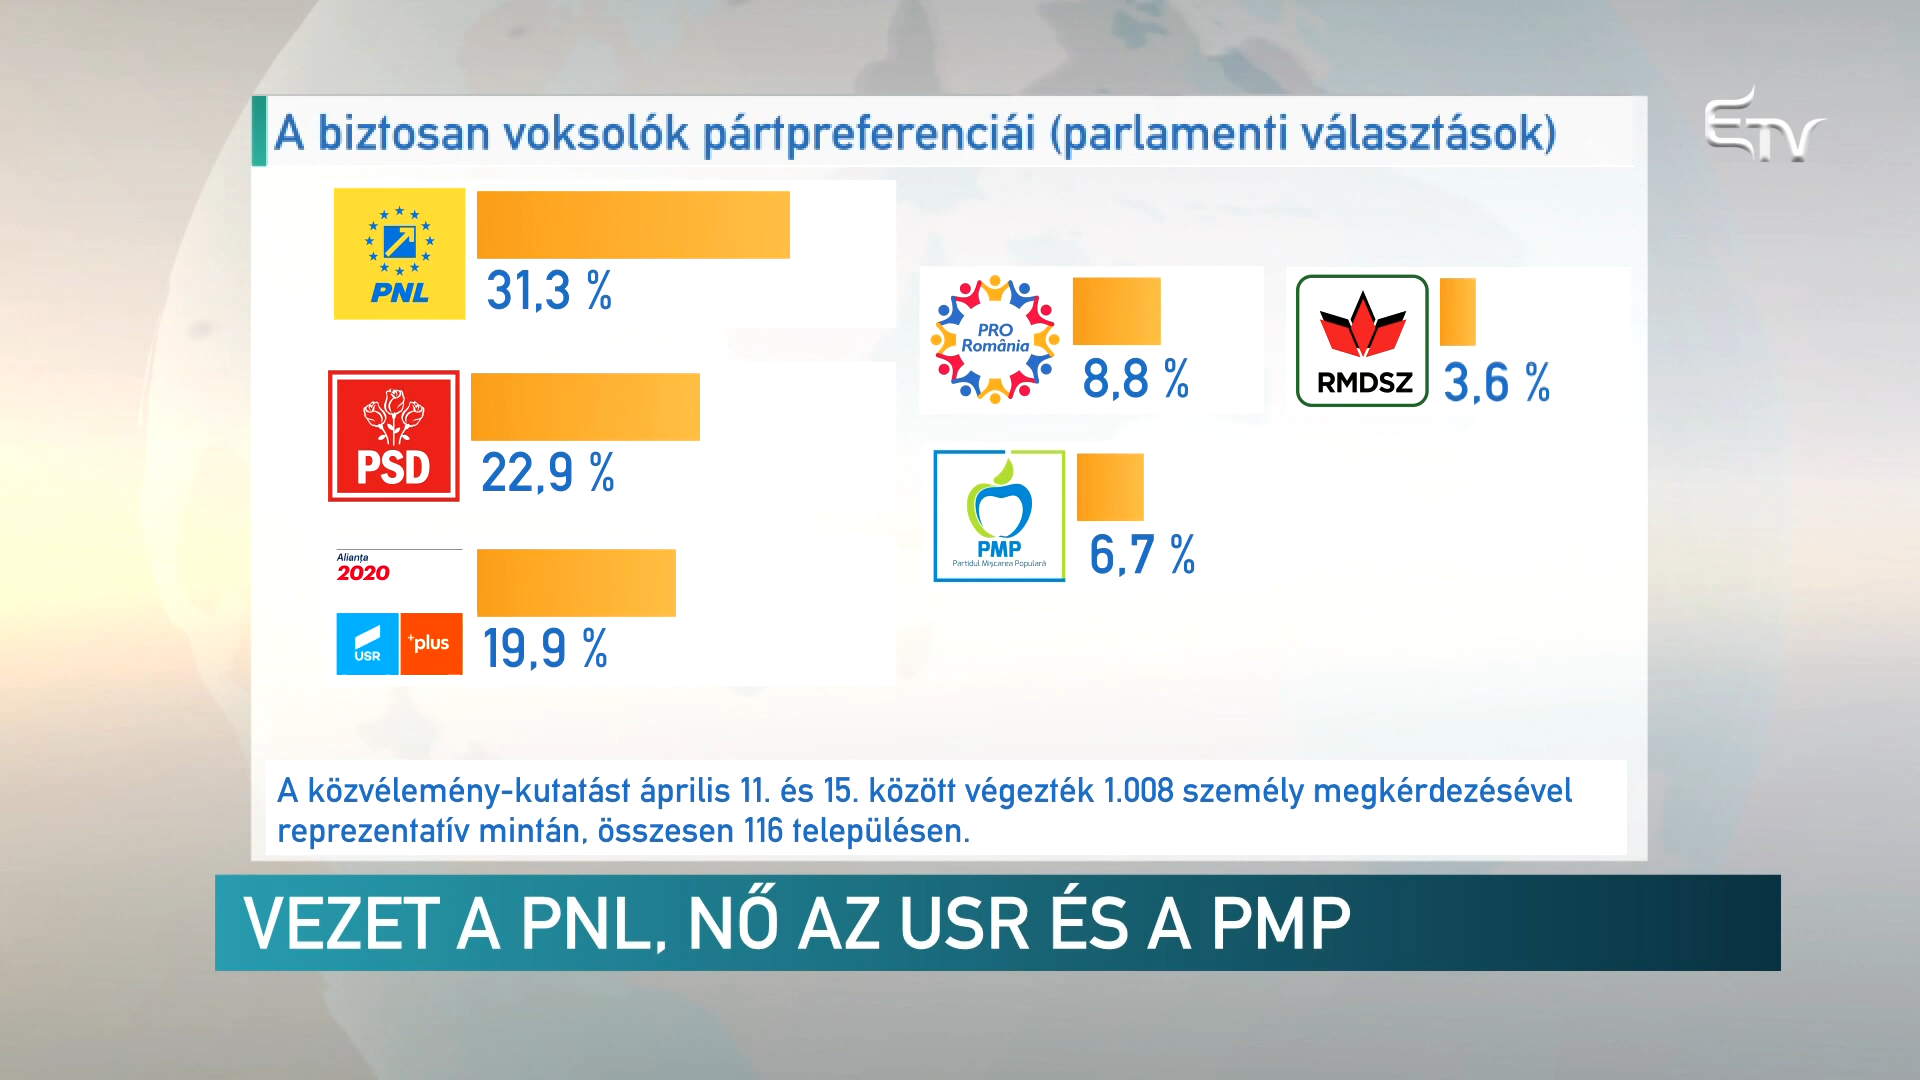 A biztosan voksolók pártpreferenciái (parlamenti választások)
ETV
PNL
31,3 %
PSD
22,9 %
Alianța
2020
USR
+plus
19,9 %
PRO
România
8,8 %
PMP
Partidul Mișcarea Populară
6,7 %
RMDSZ
3,6 %
A közvélemény-kutatást április 11. és 15. között végezték 1.008 személy megkérdezésével
reprezentatív mintán, összesen 116 településen.
VEZET A PNL, NŐ AZ USR ÉS A PMP